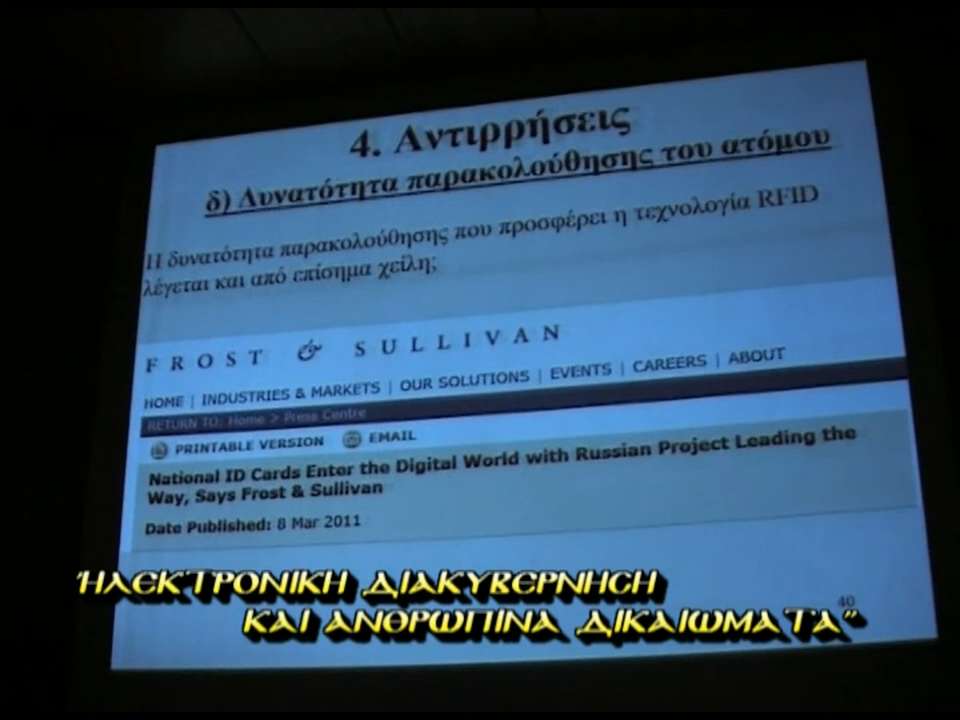 4. Αντιρρήσεις
δ) Δυνατότητα παρακολούθησης του ατόμου
Η δυνατότητα παρακολούθησης που προσφέρει η τεχνολογία RFID
λέγεται και από επίσημα χείλη;
FROST & SULLIVAN
HOME | INDUSTRIES & MARKETS | OUR SOLUTIONS | EVENTS | CAREERS | ABOUT
RETURN TO: Home > Press Centre
PRINTABLE VERSION EMAIL
National ID Cards Enter the Digital World with Russian Project Leading the
Way, Says Frost & Sullivan
Date Published: 8 Mar 2011
40
"ΗΛΕΚΤΡΟΝΙΚΗ ΔΙΑΚΥΒΕΡΝΗΣΗ
ΚΑΙ ΑΝΘΡΩΠΙΝΑ ΔΙΚΑΙΩΜΑΤΑ"